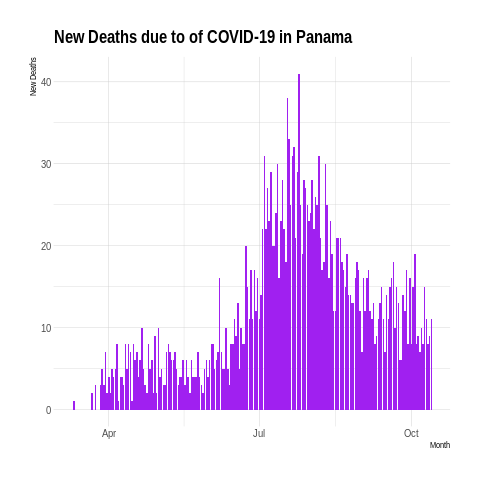 New Deaths due to of COVID-19 in Panama
New Deaths
40
30
20
10
0
Apr
Jul
Oct
Month